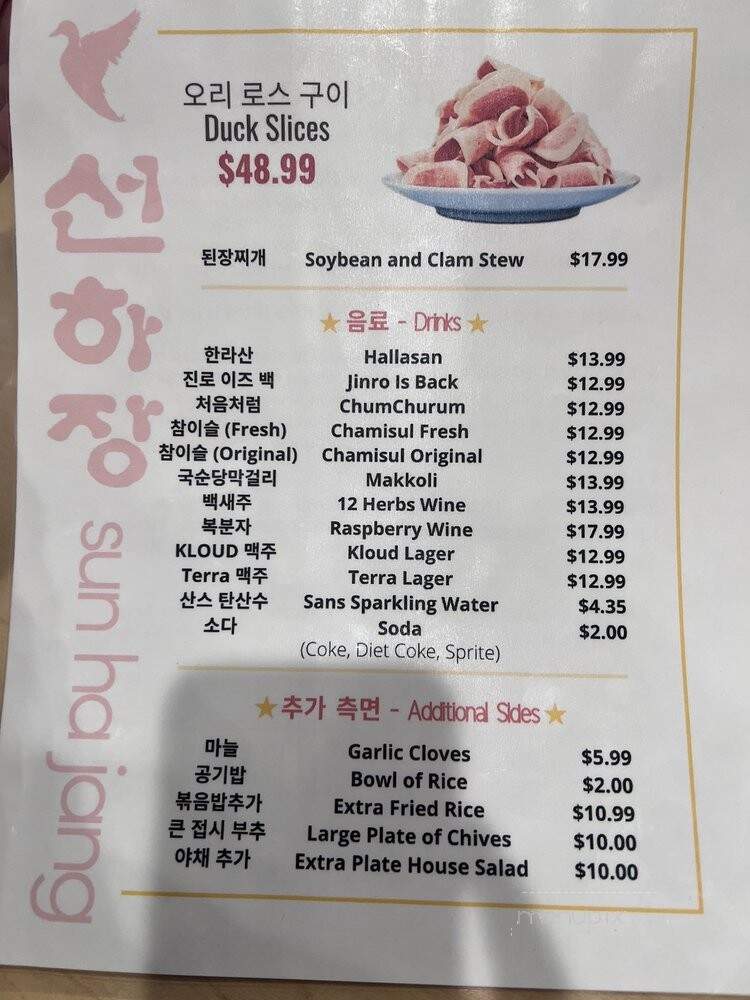 오리 로스 구이
Duck Slices
$48.99
선하장
sun ha jang
된장찌개 Soybean and Clam Stew $17.99
음료 - Drinks
한라산 Hallasan $13.99
진로 이즈 백 Jinro Is Back $12.99
처음처럼 ChumChurum $12.99
참이슬 (Fresh) Chamisul Fresh $12.99
참이슬 (Original) Chamisul Original $12.99
국순당막걸리 Makkoli $13.99
백새주 12 Herbs Wine $13.99
복분자 Raspberry Wine $17.99
KLOUD 맥주 Kloud Lager $12.99
Terra 맥주 Terra Lager $12.99
산스 탄산수 Sans Sparkling Water $4.35
소다 Soda $2.00
(Coke, Diet Coke, Sprite)
추가 측면 - Additional Sides
마늘 Garlic Cloves $5.99
공기밥 Bowl of Rice $2.00
볶음밥추가 Extra Fried Rice $10.99
큰 접시 부추 Large Plate of Chives $10.00
야채 추가 Extra Plate House Salad $10.00